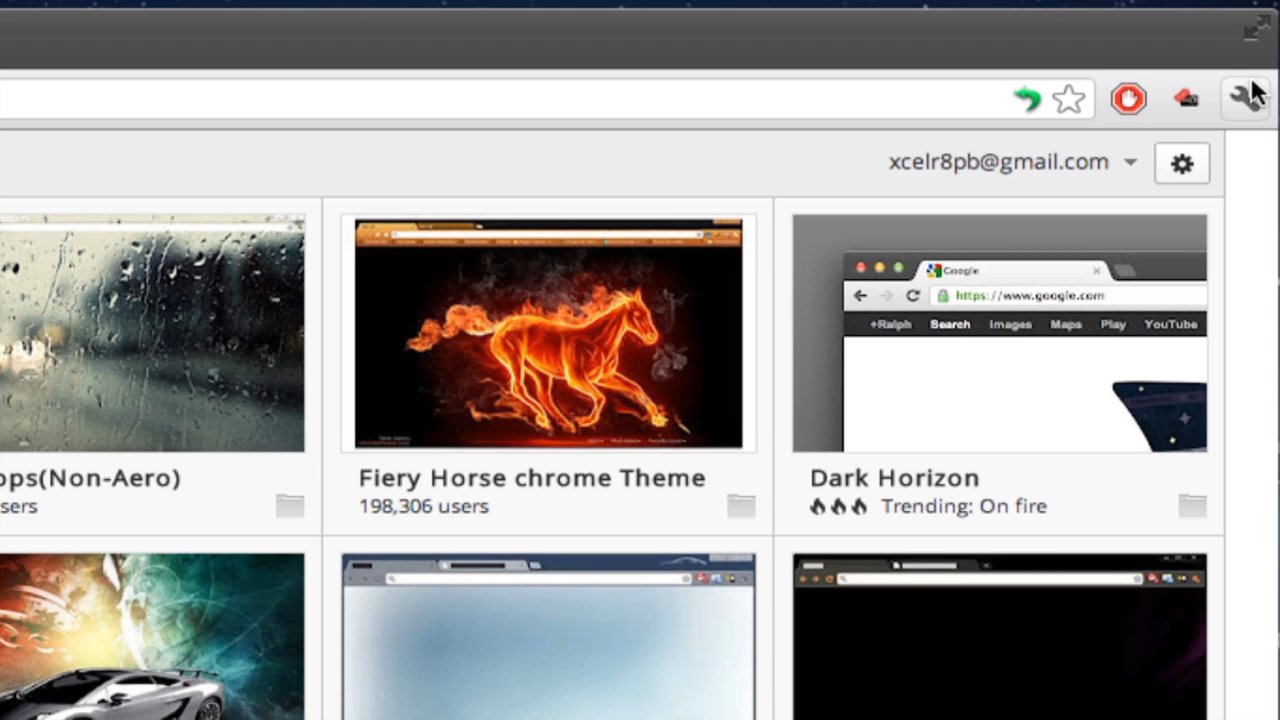 xcelr8pb@gmail.com
Google
https://www.google.com
+Ralph Search Images Maps Play YouTube
ops(Non-Aero)
sers
Fiery Horse chrome Theme
198,306 users
Dark Horizon
Trending: On fire